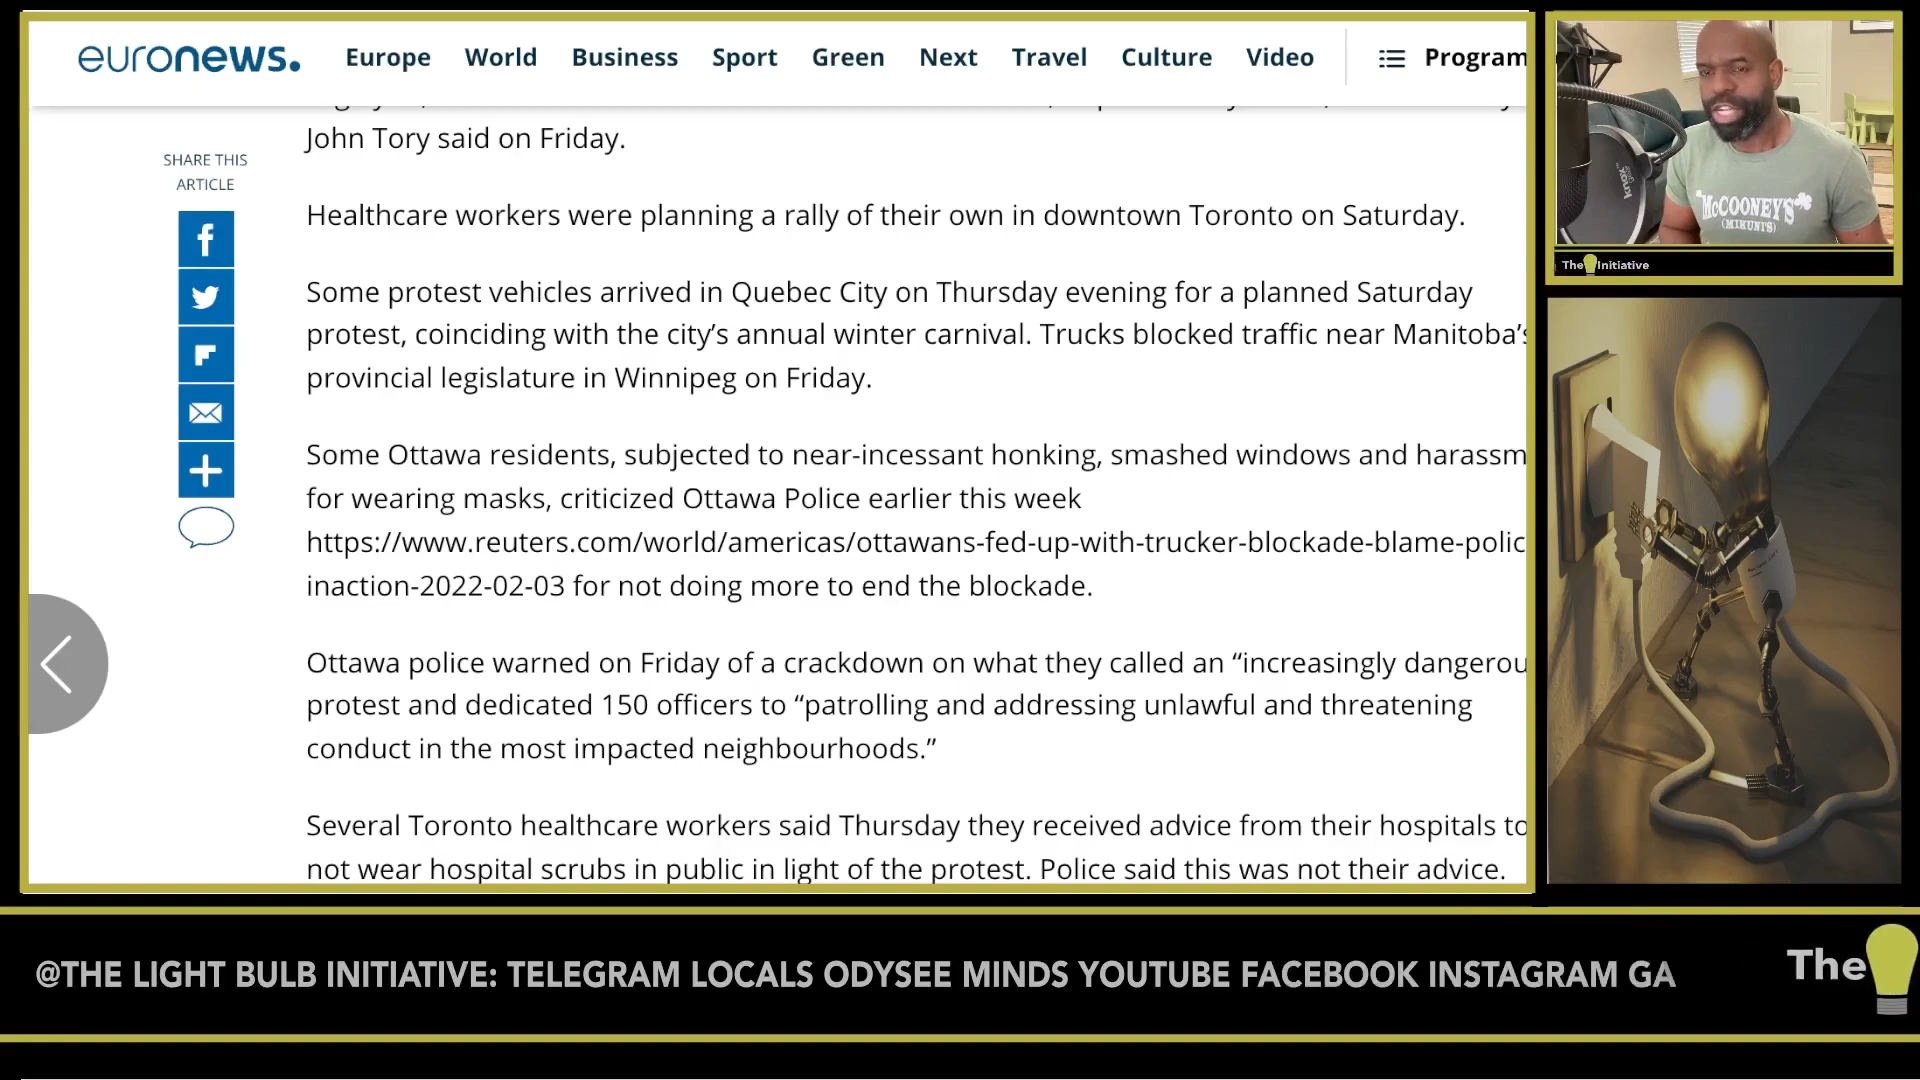 euronews.
Europe World Business Sport Green Next Travel Culture Video Program
John Tory said on Friday.
SHARE THIS
ARTICLE
Healthcare workers were planning a rally of their own in downtown Toronto on Saturday.
Some protest vehicles arrived in Quebec City on Thursday evening for a planned Saturday
protest, coinciding with the city’s annual winter carnival. Trucks blocked traffic near Manitoba’s
provincial legislature in Winnipeg on Friday.
Some Ottawa residents, subjected to near-incessant honking, smashed windows and harassm
for wearing masks, criticized Ottawa Police earlier this week
https://www.reuters.com/world/americas/ottawans-fed-up-with-trucker-blockade-blame-polic
inaction-2022-02-03 for not doing more to end the blockade.
Ottawa police warned on Friday of a crackdown on what they called an “increasingly dangerou
protest and dedicated 150 officers to “patrolling and addressing unlawful and threatening
conduct in the most impacted neighbourhoods.”
Several Toronto healthcare workers said Thursday they received advice from their hospitals to
not wear hospital scrubs in public in light of the protest. Police said this was not their advice.
knox
McCOONEY'S
(MIKUNI'S)
The Initiative
@THE LIGHT BULB INITIATIVE: TELEGRAM LOCALS ODYSEE MINDS YOUTUBE FACEBOOK INSTAGRAM GA
The